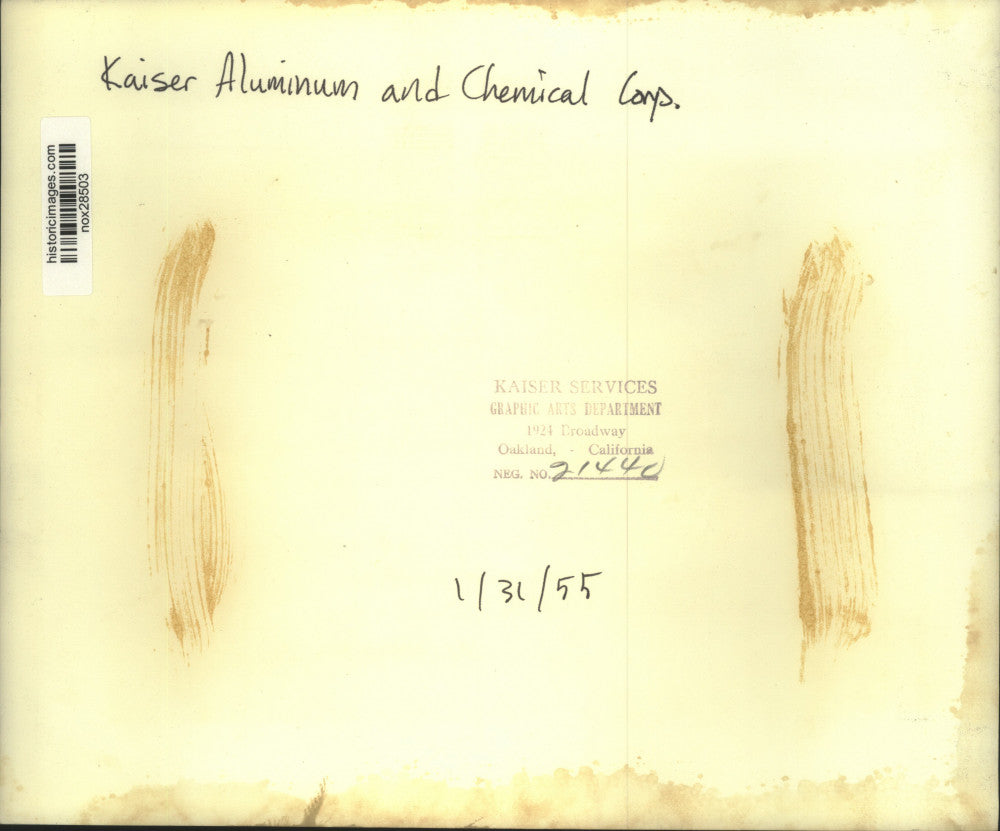 Kaiser Aluminum and Chemical Corp.
historicimages.com
nox28503
KAISER SERVICES
GRAPHIC ARTS DEPARTMENT
1924 Broadway
Oakland, - California
NEG. NO. 21440
1/31/55